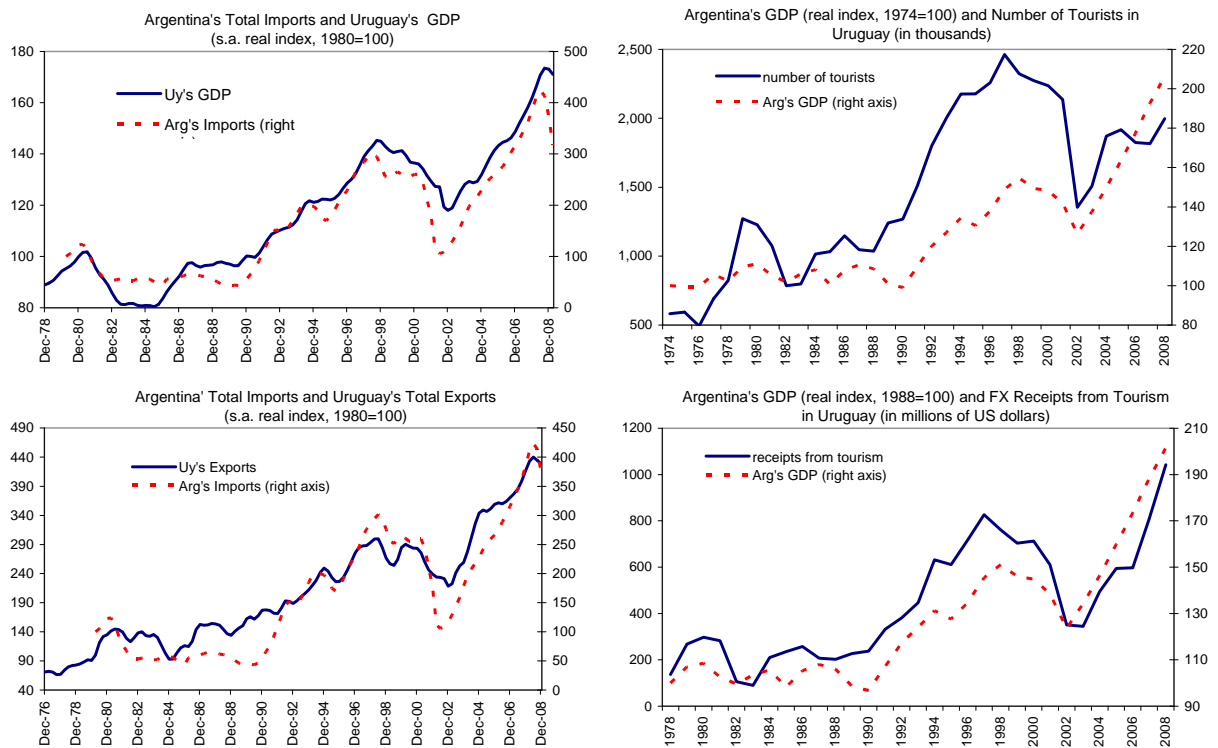 Argentina's Total Imports and Uruguay's GDP
(s.a. real index, 1980=100)
180
160
140
120
100
80
500
400
300
200
100
0
Uy's GDP
Arg's Imports (right
Dec-78
Dec-80
Dec-82
Dec-84
Dec-86
Dec-88
Dec-90
Dec-92
Dec-94
Dec-96
Dec-98
Dec-00
Dec-02
Dec-04
Dec-06
Dec-08
Argentina's GDP (real index, 1974=100) and Number of Tourists in
Uruguay (in thousands)
2,500
2,000
1,500
1,000
500
220
200
180
160
140
120
100
80
number of tourists
Arg's GDP (right axis)
1974
1976
1978
1980
1982
1984
1986
1988
1990
1992
1994
1996
1998
2000
2002
2004
2006
2008
Argentina' Total Imports and Uruguay's Total Exports
(s.a. real index, 1980=100)
490
440
390
340
290
240
190
140
90
40
450
400
350
300
250
200
150
100
50
0
Uy's Exports
Arg's Imports (right axis)
Dec-76
Dec-78
Dec-80
Dec-82
Dec-84
Dec-86
Dec-88
Dec-90
Dec-92
Dec-94
Dec-96
Dec-98
Dec-00
Dec-02
Dec-04
Dec-06
Dec-08
Argentina's GDP (real index, 1988=100) and FX Receipts from Tourism
in Uruguay (in millions of US dollars)
1200
1000
800
600
400
200
0
210
190
170
150
130
110
90
receipts from tourism
Arg's GDP (right axis)
1978
1980
1982
1984
1986
1988
1990
1992
1994
1996
1998
2000
2002
2004
2006
2008